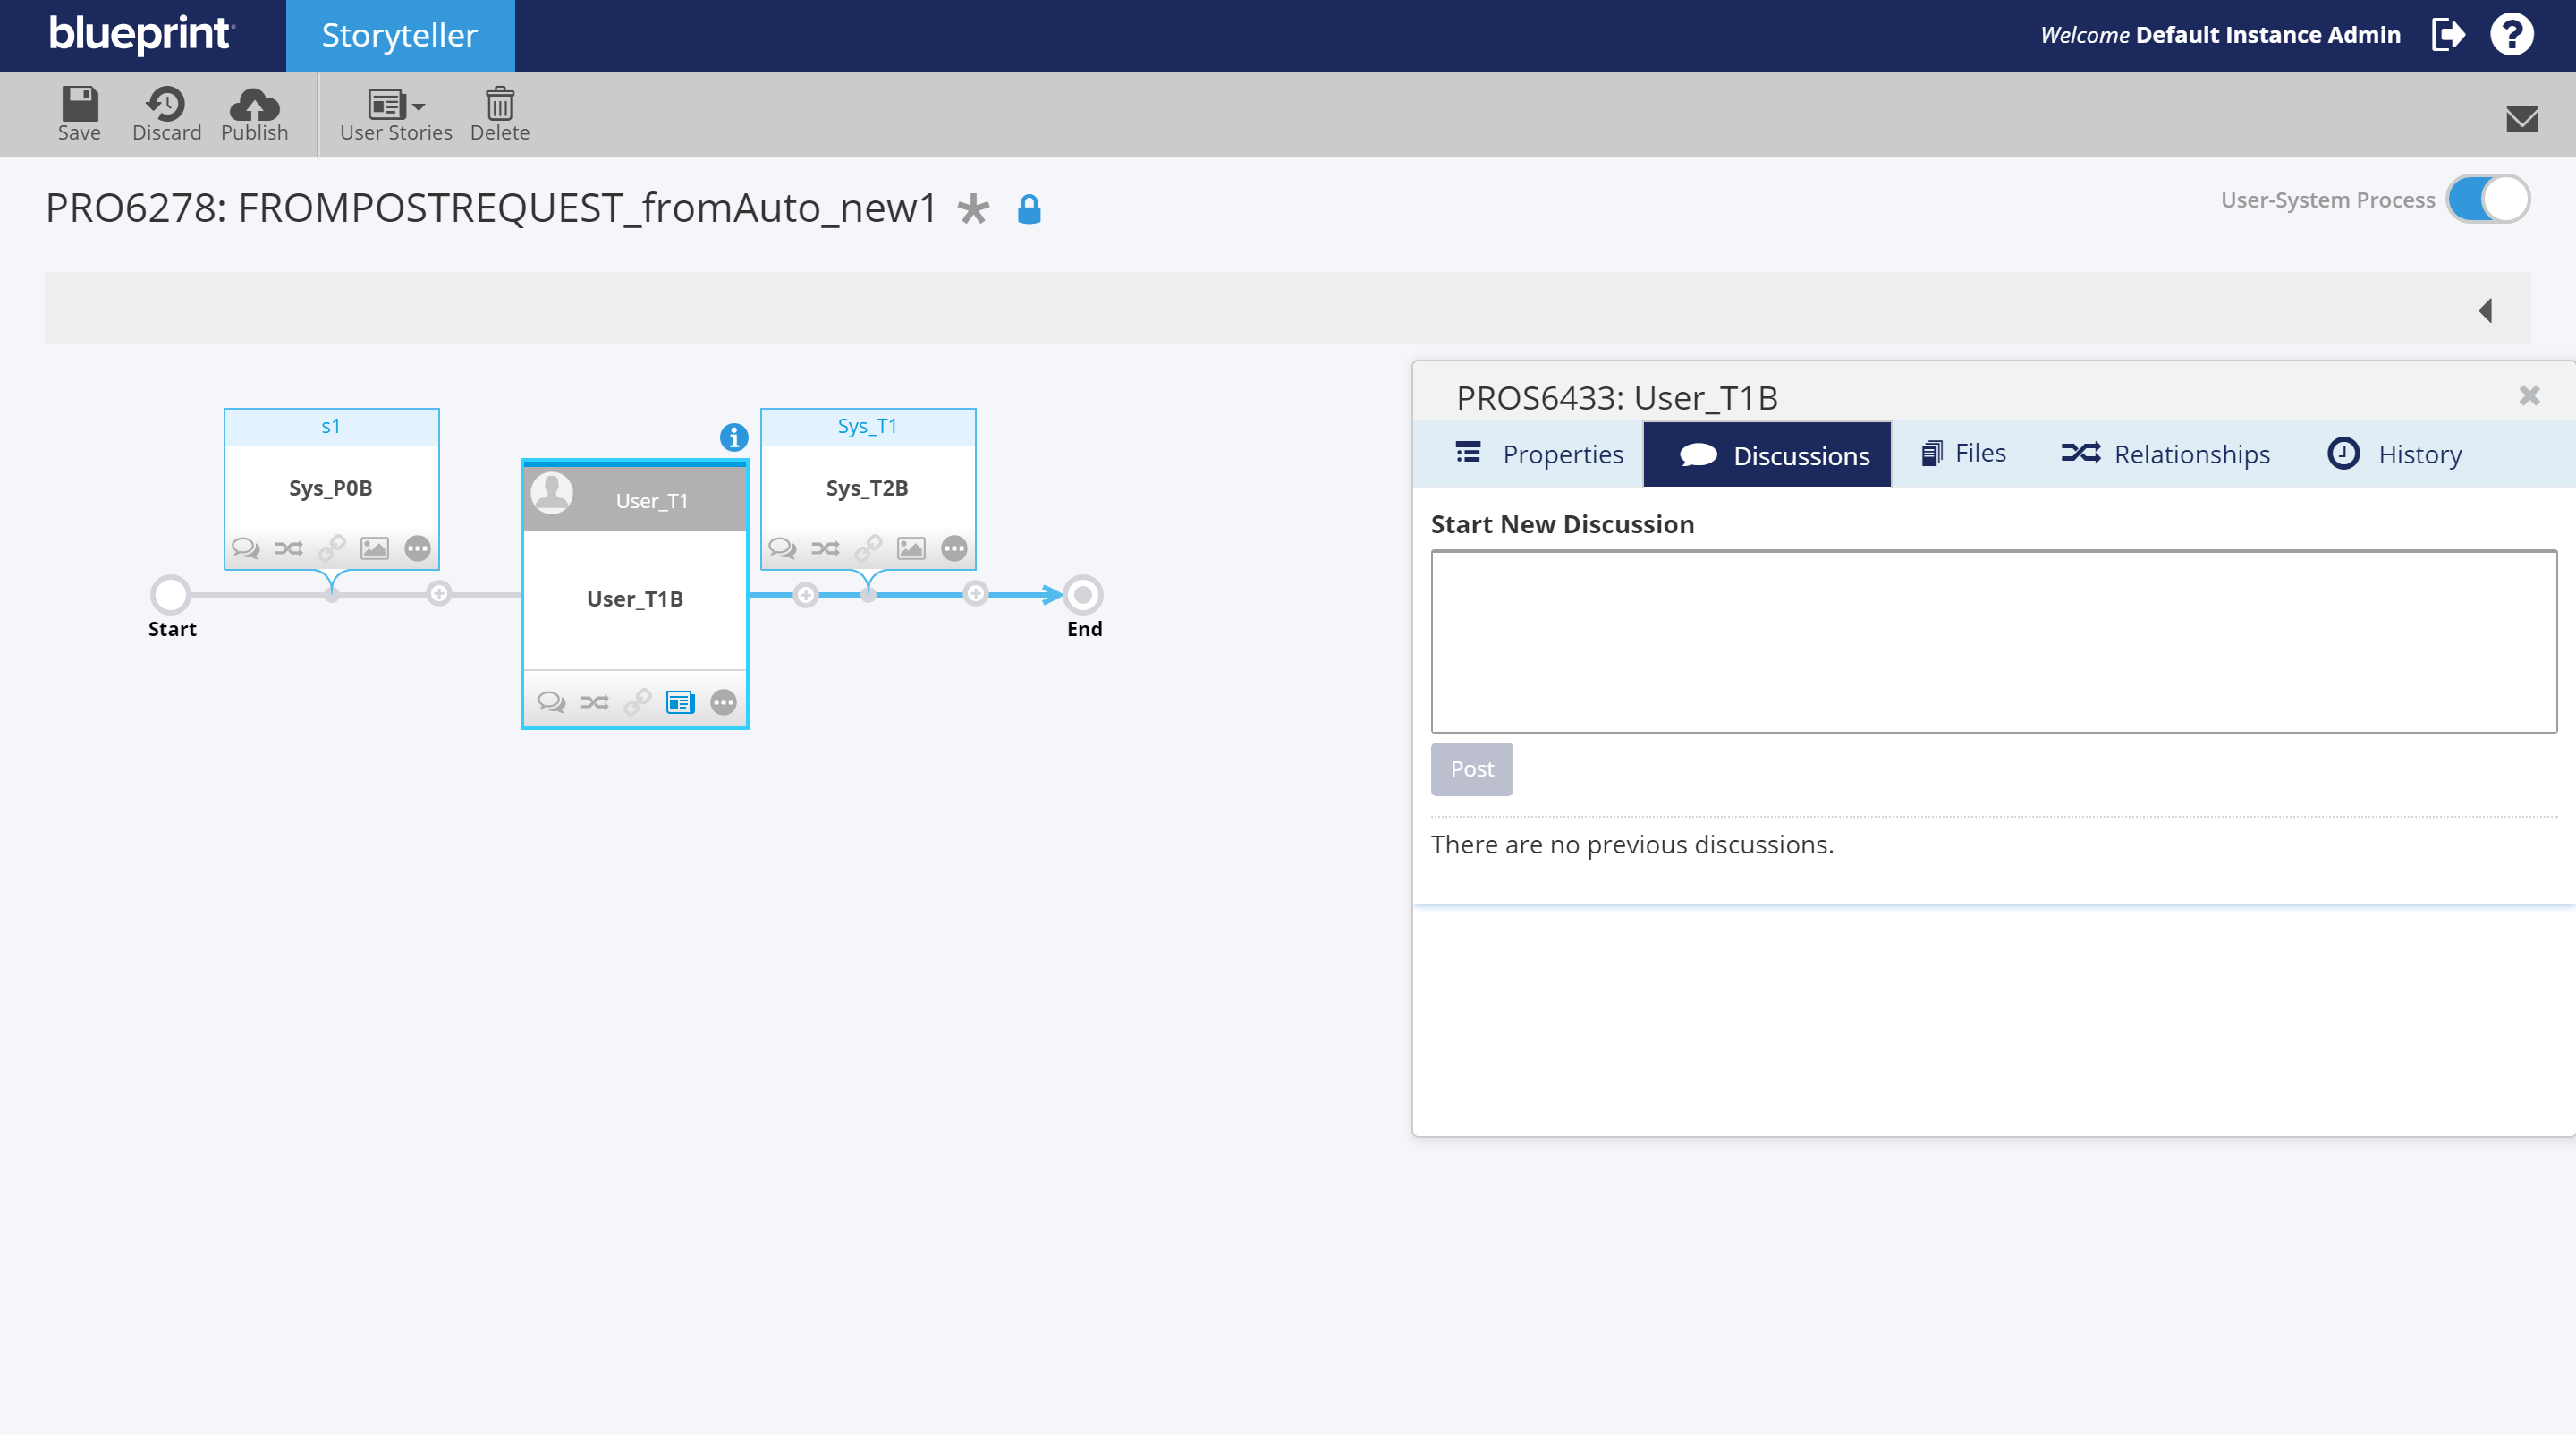 blueprint
Storyteller
Welcome Default Instance Admin
Save
Discard
Publish
User Stories
Delete
PRO6278: FROMPOSTREQUEST_fromAuto_new1 *
User-System Process
PROS6433: User_T1B
Properties
Discussions
Files
Relationships
History
Start New Discussion
Post
There are no previous discussions.
s1
Sys_P0B
User_T1
User_T1B
Sys_T1
Sys_T2B
Start
End